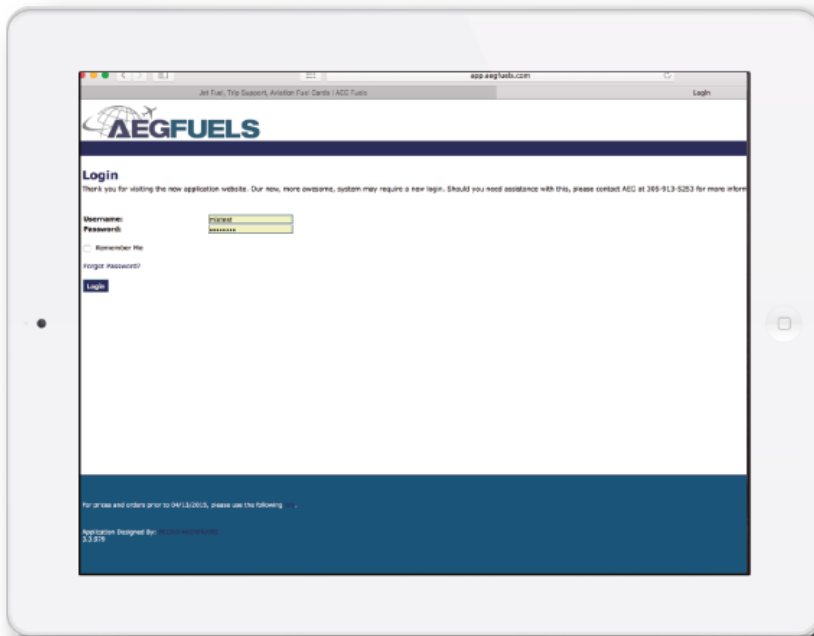 app.aegfuels.com
Jet Fuel, Trip Support, Aviation Fuel Cards | AEG Fuels
Login
AEGFUELS
Login
Thank you for visiting the new application website. Our new, more awesome, system may require a new login. Should you need assistance with this, please contact AEG at 305-913-5253 for more inform
Username:
Password: ••••••••
Remember Me
Forgot Password?
Login
For prices and orders prior to 04/13/2015, please use the following
Application Designed By:
3.3.079